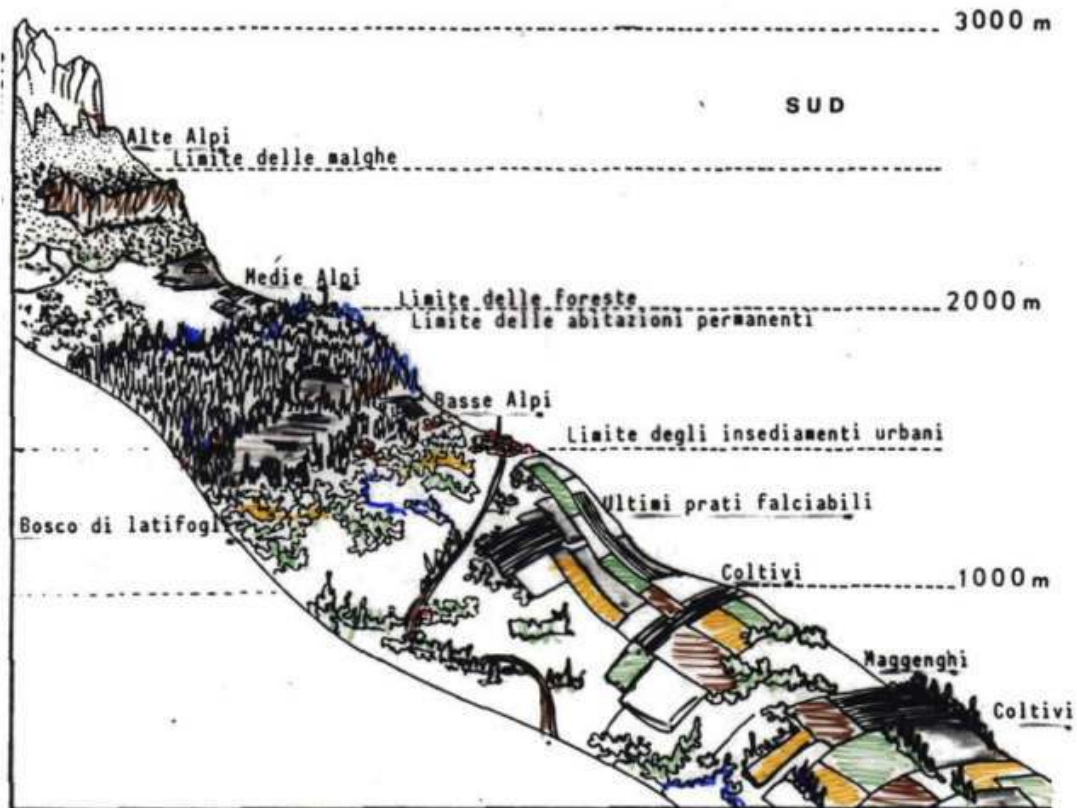 3000 m
SUD
Alte Alpi
Limite delle malghe
Medie Alpi
Limite delle foreste
2000 m
Limite delle abitazioni permanenti
Basse Alpi
Limite degli insediamenti urbani
Ultimi prati falciabili
Bosco di latifogl
Coltivi
1000 m
Maggenghi
Coltivi